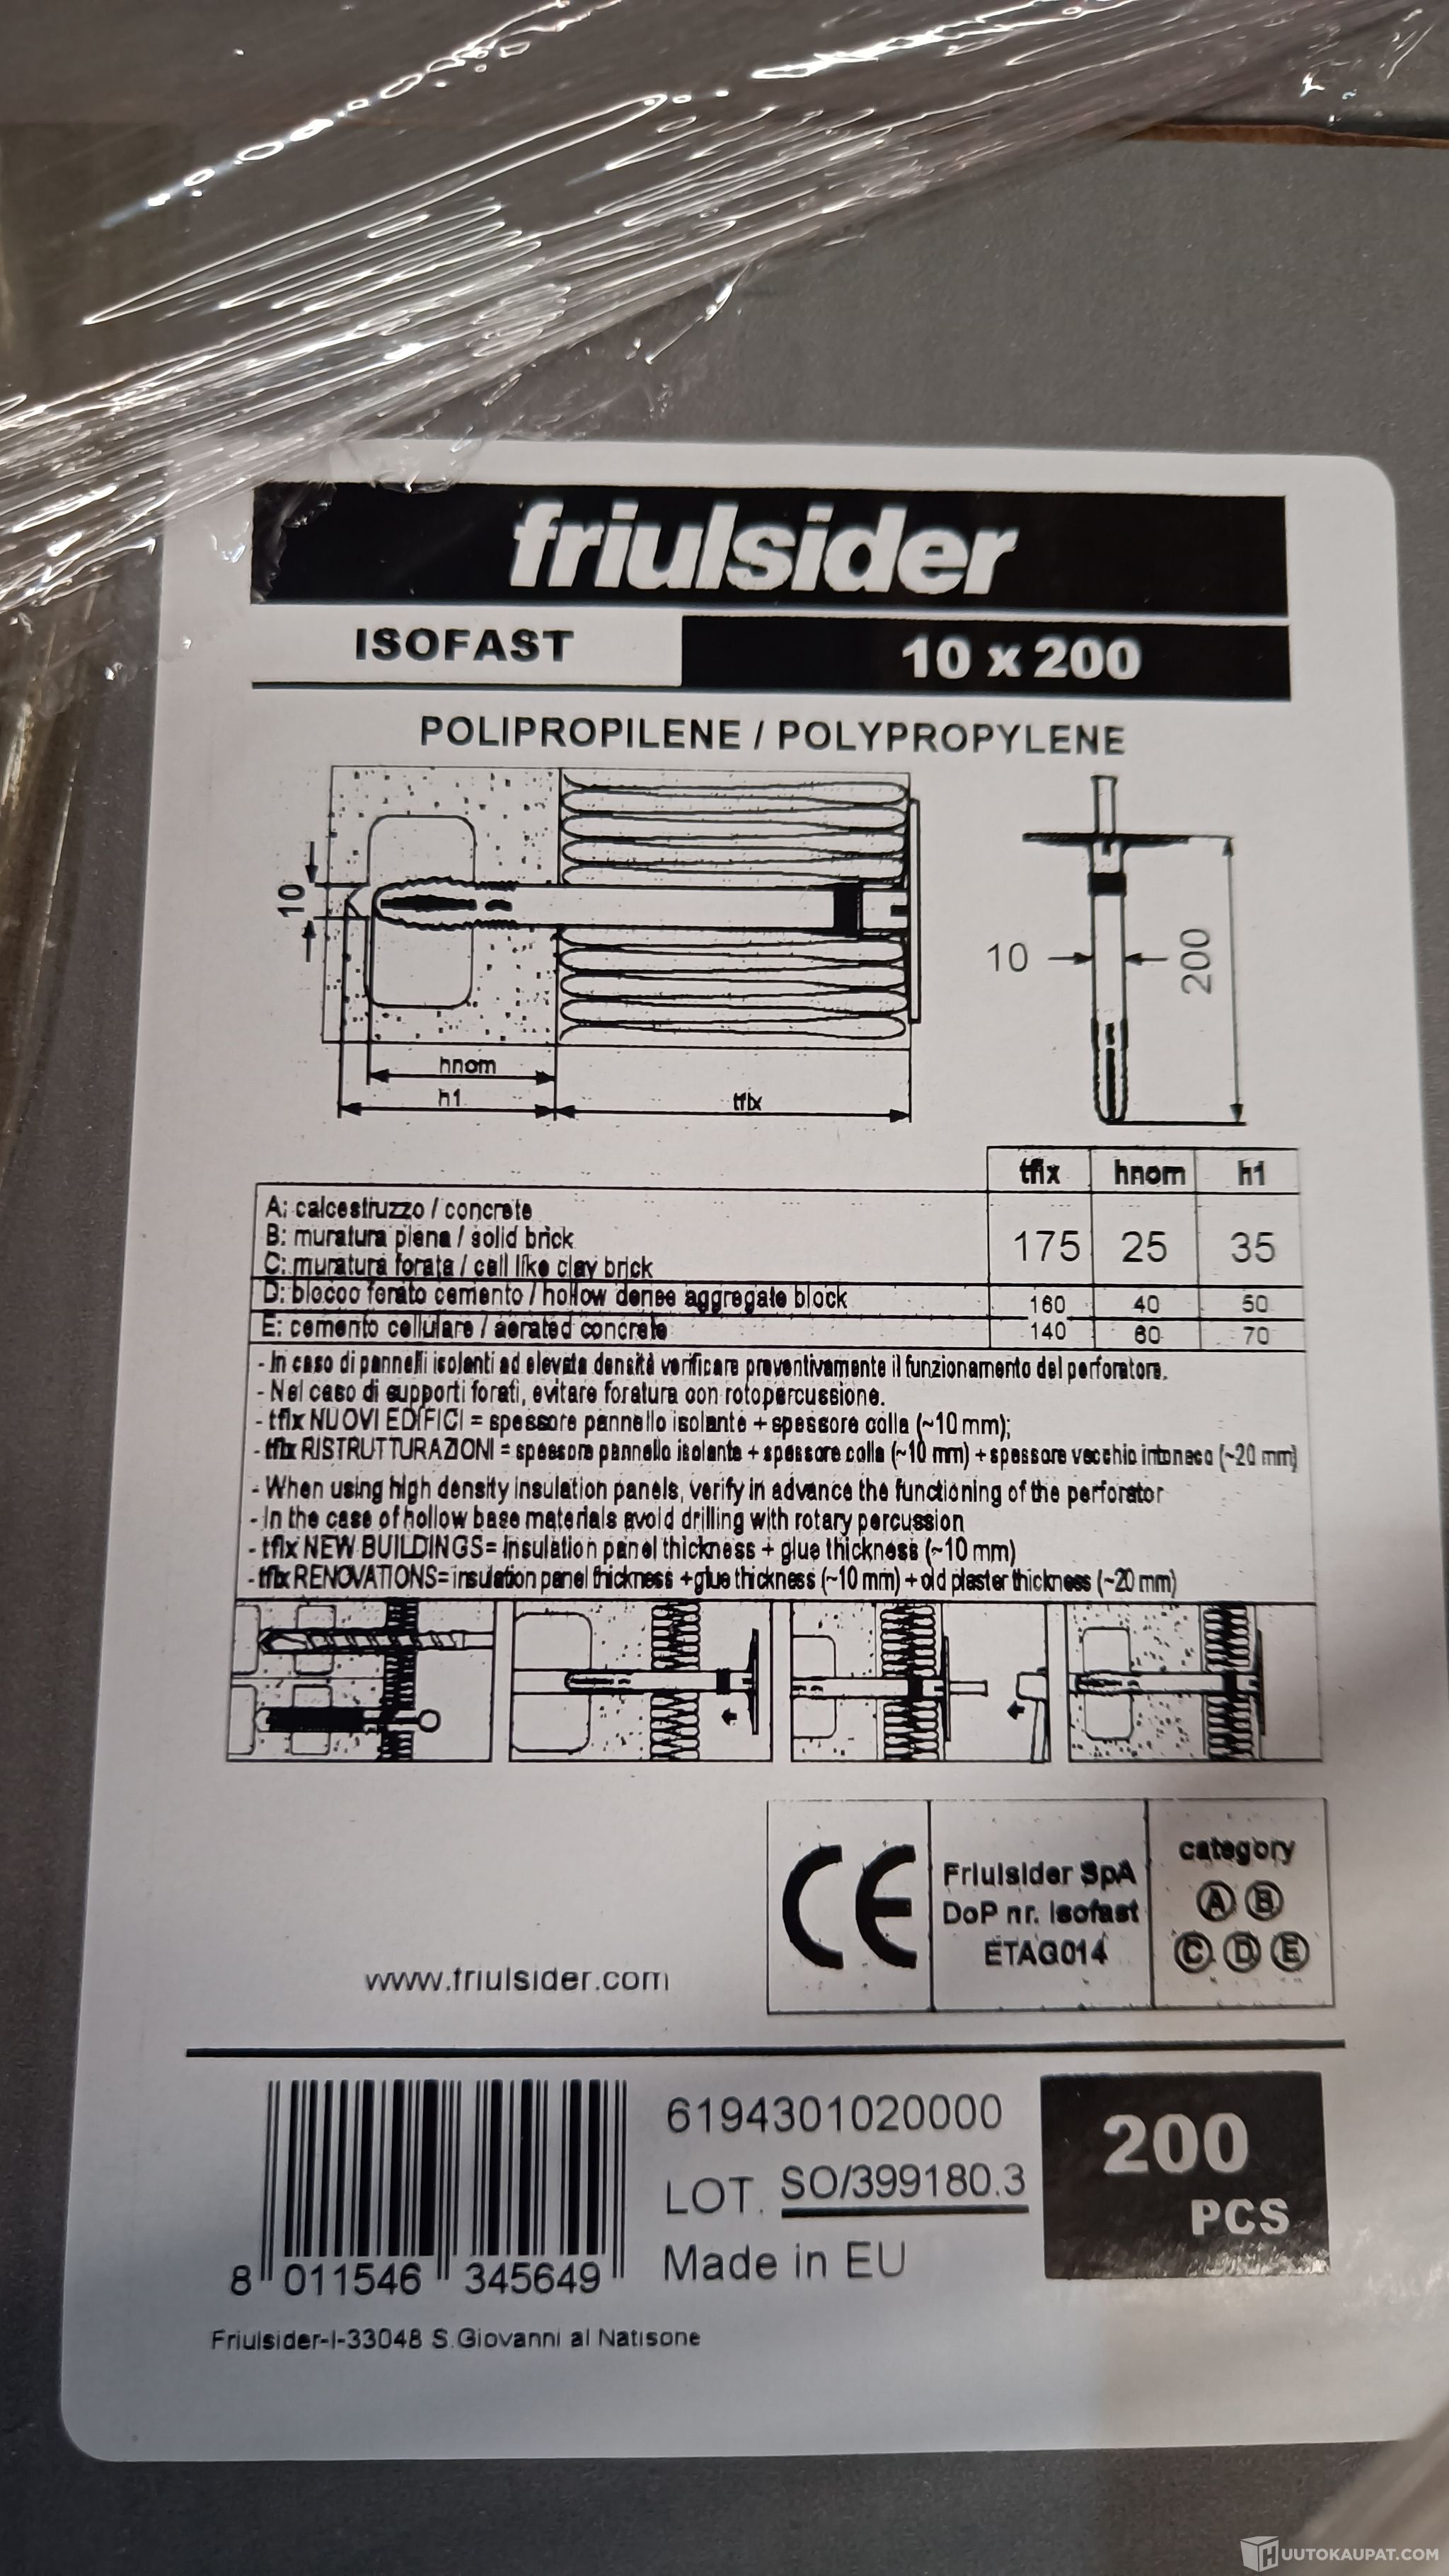 friulsider
ISOFAST
10 x 200
POLIPROPILENE / POLYPROPYLENE
10
hnom
h1
tfix
10
200
tfix hnom h1
A: calcestruzzo / concrete
B: muratura piena / solid brick
C: muratura forata / cell like clay brick
175 25 35
D: blocco forato cemento / hollow dense aggregate block 160 40 50
E: cemento cellulare / aerated concrete 140 60 70
- In caso di pannelli isolanti ad elevata densità verificare preventivamente il funzionamento del perforatore.
- Nel caso di supporti forati, evitare foratura con rotopercussione.
- tfix NUOVI EDIFICI = spessore pannello isolante + spessore colla (~10 mm);
- tfix RISTRUTTURAZIONI = spessore pannello isolante + spessore colla (~10 mm) + spessore vecchio intonaco (~20 mm)
- When using high density insulation panels, verify in advance the functioning of the perforator
- In the case of hollow base materials avoid drilling with rotary percussion
- tfix NEW BUILDINGS= insulation panel thickness + glue thickness (~10 mm)
- tfix RENOVATIONS= insulation panel thickness +glue thickness (~10 mm) + old plaster thickness (~20 mm)
CE
Friulsider SpA
DoP nr. Isofast
ETAG014
category
A B
C D E
www.friulsider.com
6194301020000
LOT. SO/399180.3
Made in EU
200
PCS
8 011546 345649
Friulsider-I-33048 S.Giovanni al Natisone
HUUTOKAUPAT.COM